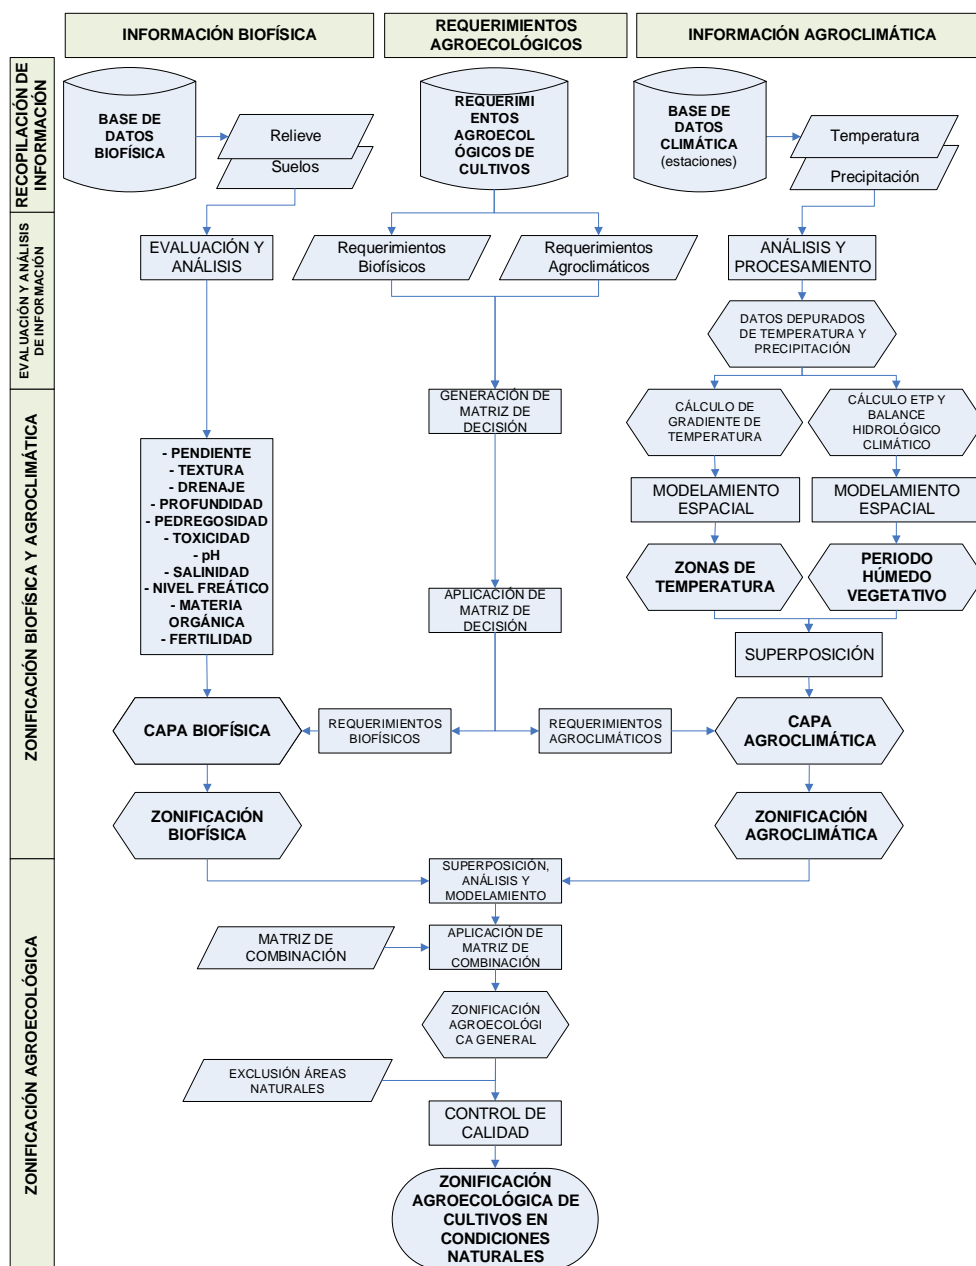 INFORMACIÓN BIOFÍSICA
REQUERIMIENTOS
AGROECOLÓGICOS
INFORMACIÓN AGROCLIMÁTICA
RECOPILACIÓN DE
INFORMACIÓN
BASE DE
DATOS
BIOFÍSICA
Relieve
Suelos
REQUERIMI
ENTOS
AGROECOL
ÓGICOS DE
CULTIVOS
BASE DE
DATOS
CLIMÁTICA
(estaciones)
Temperatura
Precipitación
EVALUACIÓN Y ANÁLISIS
DE INFORMACIÓN
EVALUACIÓN Y
ANÁLISIS
Requerimientos
Biofísicos
Requerimientos
Agroclimáticos
ANÁLISIS Y
PROCESAMIENTO
DATOS DEPURADOS
DE TEMPERATURA Y
PRECIPITACIÓN
ZONIFICACIÓN BIOFÍSICA Y AGROCLIMÁTICA
GENERACIÓN DE
MATRIZ DE
DECISIÓN
CÁLCULO DE
GRADIENTE DE
TEMPERATURA
CÁLCULO ETP Y
BALANCE
HIDROLÓGICO
CLIMÁTICO
- PENDIENTE
- TEXTURA
- DRENAJE
- PROFUNDIDAD
- PEDREGOSIDAD
- TOXICIDAD
- pH
- SALINIDAD
- NIVEL FREÁTICO
- MATERIA
ORGÁNICA
- FERTILIDAD
MODELAMIENTO
ESPACIAL
MODELAMIENTO
ESPACIAL
ZONAS DE
TEMPERATURA
PERIODO
HÚMEDO
VEGETATIVO
APLICACIÓN DE
MATRIZ DE
DECISIÓN
SUPERPOSICIÓN
CAPA BIOFÍSICA
REQUERIMIENTOS
BIOFÍSICOS
REQUERIMIENTOS
AGROCLIMÁTICOS
CAPA
AGROCLIMÁTICA
ZONIFICACIÓN
BIOFÍSICA
ZONIFICACIÓN
AGROCLIMÁTICA
ZONIFICACIÓN AGROECOLÓGICA
SUPERPOSICIÓN,
ANÁLISIS Y
MODELAMIENTO
MATRIZ DE
COMBINACIÓN
APLICACIÓN DE
MATRIZ DE
COMBINACIÓN
ZONIFICACIÓN
AGROECOLÓGI
CA GENERAL
EXCLUSIÓN ÁREAS
NATURALES
CONTROL DE
CALIDAD
ZONIFICACIÓN
AGROECOLÓGICA DE
CULTIVOS EN
CONDICIONES
NATURALES